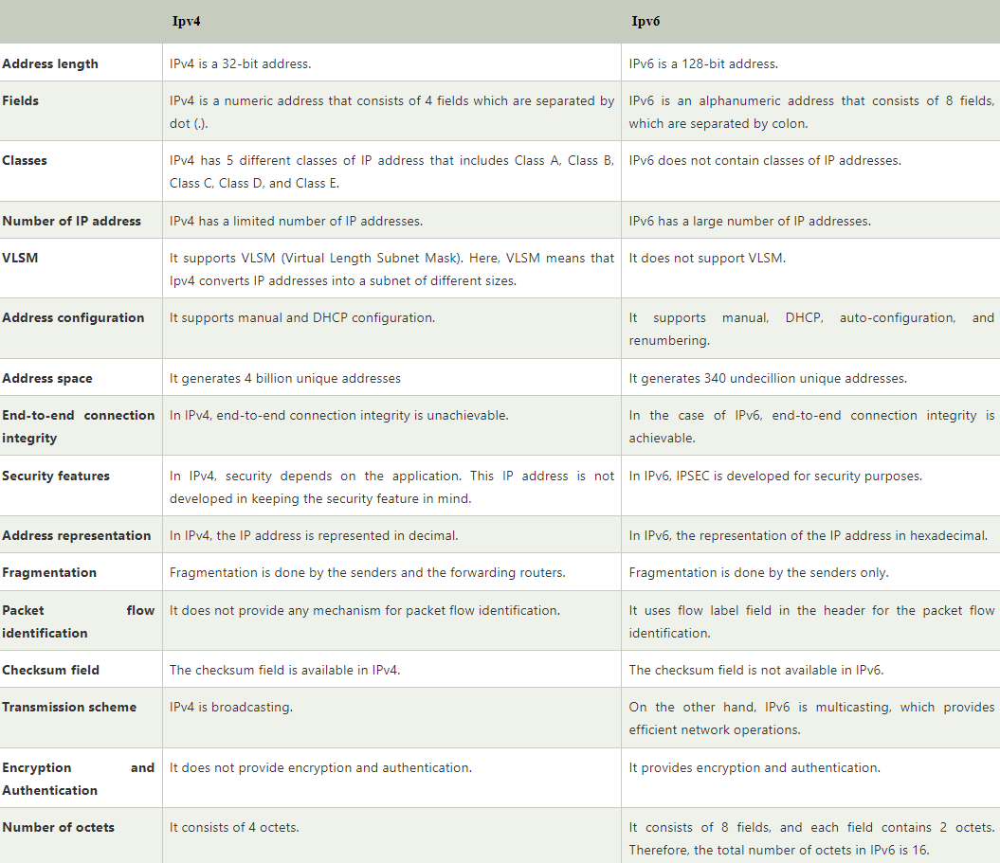 Ipv4 Ipv6
Address length IPv4 is a 32-bit address. IPv6 is a 128-bit address.
Fields IPv4 is a numeric address that consists of 4 fields which are separated by IPv6 is an alphanumeric address that consists of 8 fields,
dot (.). which are separated by colon.
Classes IPv4 has 5 different classes of IP address that includes Class A, Class B, IPv6 does not contain classes of IP addresses.
Class C, Class D, and Class E.
Number of IP address IPv4 has a limited number of IP addresses. IPv6 has a large number of IP addresses.
VLSM It supports VLSM (Virtual Length Subnet Mask). Here, VLSM means that It does not support VLSM.
Ipv4 converts IP addresses into a subnet of different sizes.
Address configuration It supports manual and DHCP configuration. It supports manual, DHCP, auto-configuration, and
renumbering.
Address space It generates 4 billion unique addresses It generates 340 undecillion unique addresses.
End-to-end connection In IPv4, end-to-end connection integrity is unachievable. In the case of IPv6, end-to-end connection integrity is
integrity achievable.
Security features In IPv4, security depends on the application. This IP address is not In IPv6, IPSEC is developed for security purposes.
developed in keeping the security feature in mind.
Address representation In IPv4, the IP address is represented in decimal. In IPv6, the representation of the IP address in hexadecimal.
Fragmentation Fragmentation is done by the senders and the forwarding routers. Fragmentation is done by the senders only.
Packet flow It does not provide any mechanism for packet flow identification. It uses flow label field in the header for the packet flow
identification identification.
Checksum field The checksum field is available in IPv4. The checksum field is not available in IPv6.
Transmission scheme IPv4 is broadcasting. On the other hand, IPv6 is multicasting, which provides
efficient network operations.
Encryption and It does not provide encryption and authentication. It provides encryption and authentication.
Authentication
Number of octets It consists of 4 octets. It consists of 8 fields, and each field contains 2 octets.
Therefore, the total number of octets in IPv6 is 16.